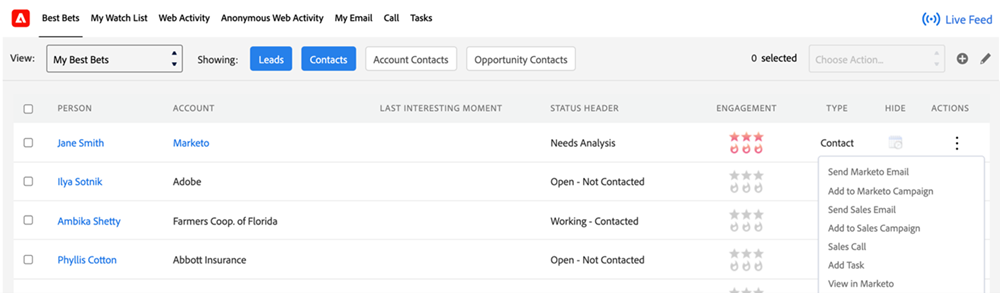 Best Bets My Watch List Web Activity Anonymous Web Activity My Email Call Tasks Live Feed
View: My Best Bets Showing: Leads Contacts Account Contacts Opportunity Contacts 0 selected Choose Action...
PERSON ACCOUNT LAST INTERESTING MOMENT STATUS HEADER ENGAGEMENT TYPE HIDE ACTIONS
Jane Smith Marketo Needs Analysis Contact
Ilya Sotnik Adobe Open - Not Contacted
Ambika Shetty Farmers Coop. of Florida Working - Contacted
Phyllis Cotton Abbott Insurance Open - Not Contacted
Send Marketo Email
Add to Marketo Campaign
Send Sales Email
Add to Sales Campaign
Sales Call
Add Task
View in Marketo